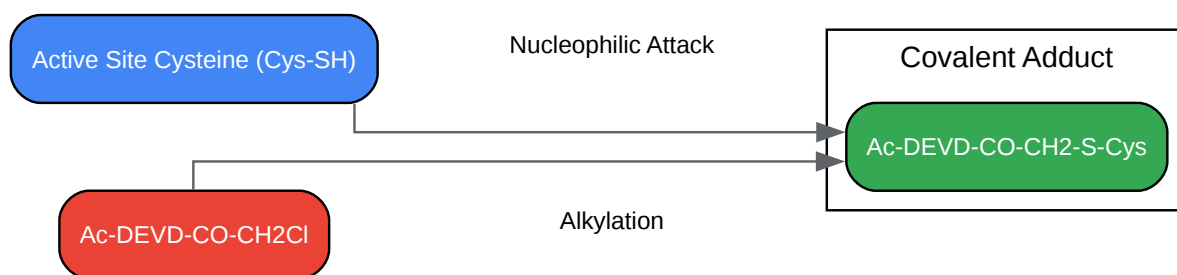 Active Site Cysteine (Cys-SH)
Nucleophilic Attack
Covalent Adduct
Ac-DEVD-CO-CH2-S-Cys
Ac-DEVD-CO-CH2Cl
Alkylation